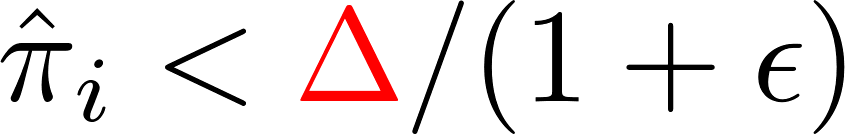 π̂ᵢ < Δ/(1 + ϵ)